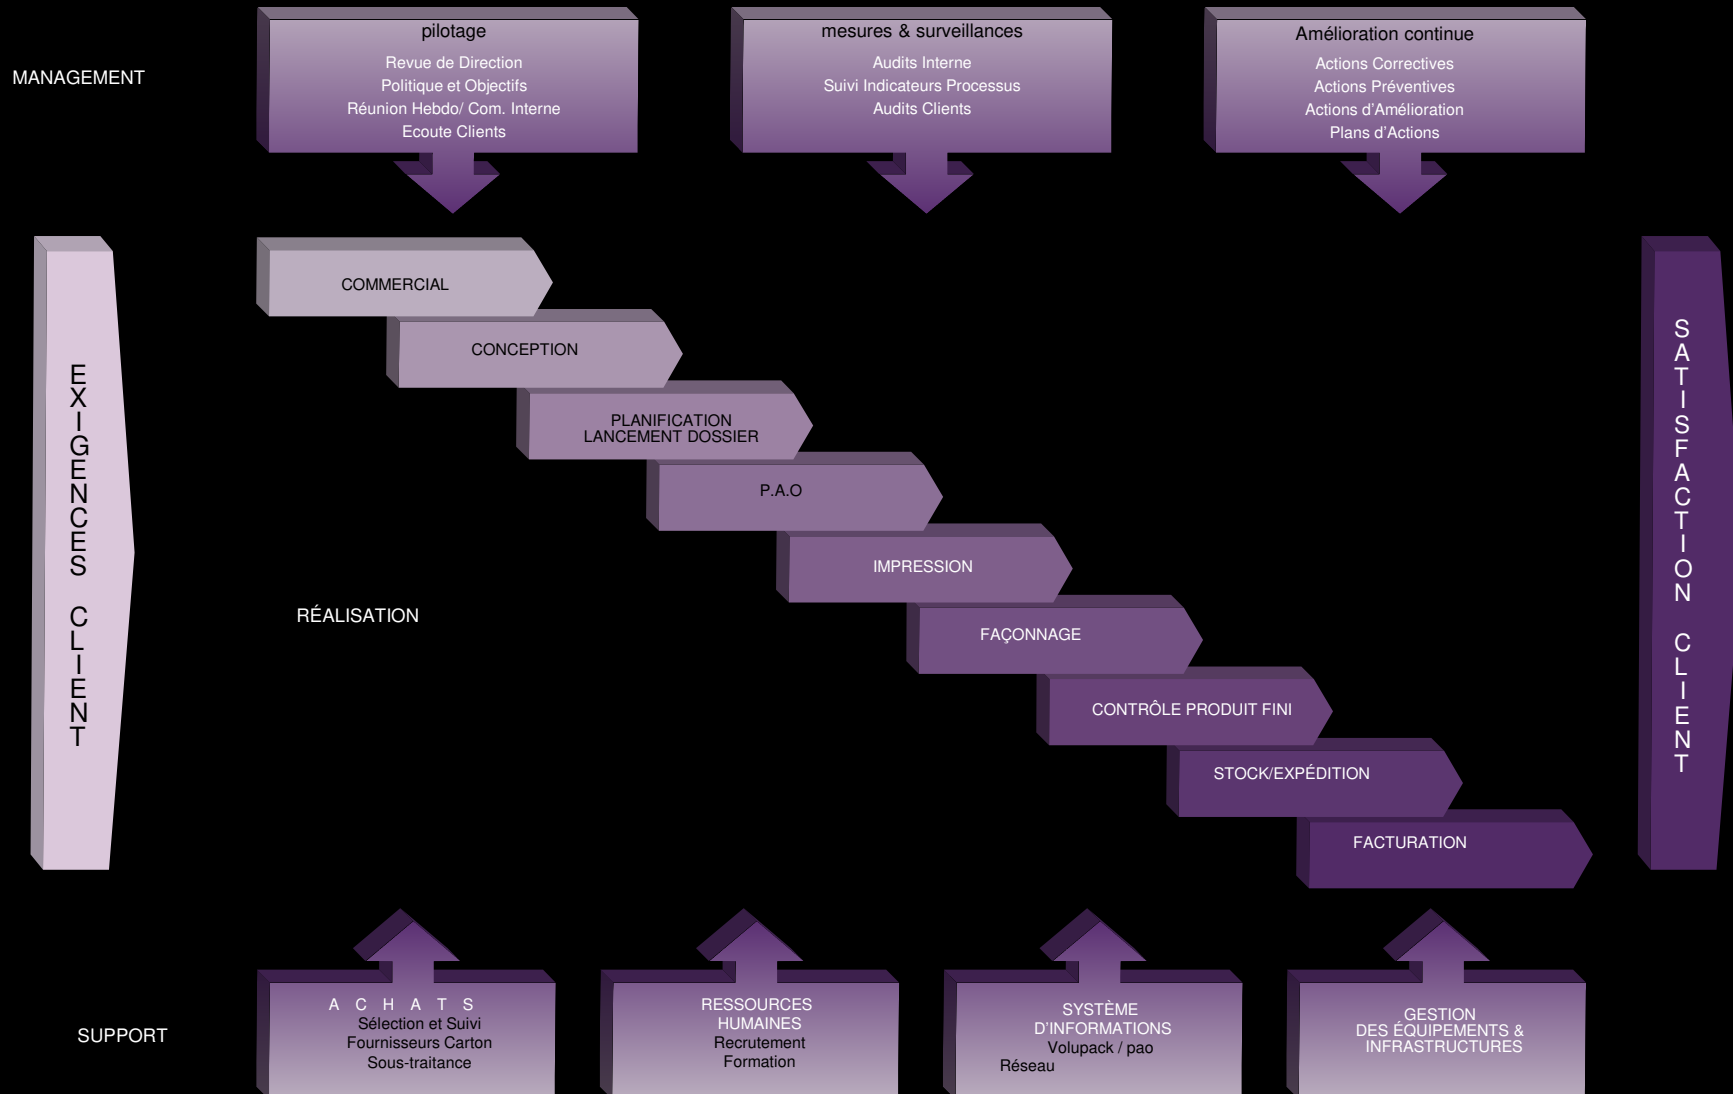 MANAGEMENT
pilotage
Revue de Direction
Politique et Objectifs
Réunion Hebdo/ Com. Interne
Ecoute Clients
mesures & surveillances
Audits Interne
Suivi Indicateurs Processus
Audits Clients
Amélioration continue
Actions Correctives
Actions Préventives
Actions d'Amélioration
Plans d'Actions
EXIGENCES CLIENT
RÉALISATION
COMMERCIAL
CONCEPTION
PLANIFICATION
LANCEMENT DOSSIER
P.A.O
IMPRESSION
FAÇONNAGE
CONTRÔLE PRODUIT FINI
STOCK/EXPÉDITION
FACTURATION
SATISFACTION CLIENT
SUPPORT
A C H A T S
Sélection et Suivi
Fournisseurs Carton
Sous-traitance
RESSOURCES
HUMAINES
Recrutement
Formation
SYSTÈME
D'INFORMATIONS
Volupack / pao
Réseau
GESTION
DES ÉQUIPEMENTS &
INFRASTRUCTURES